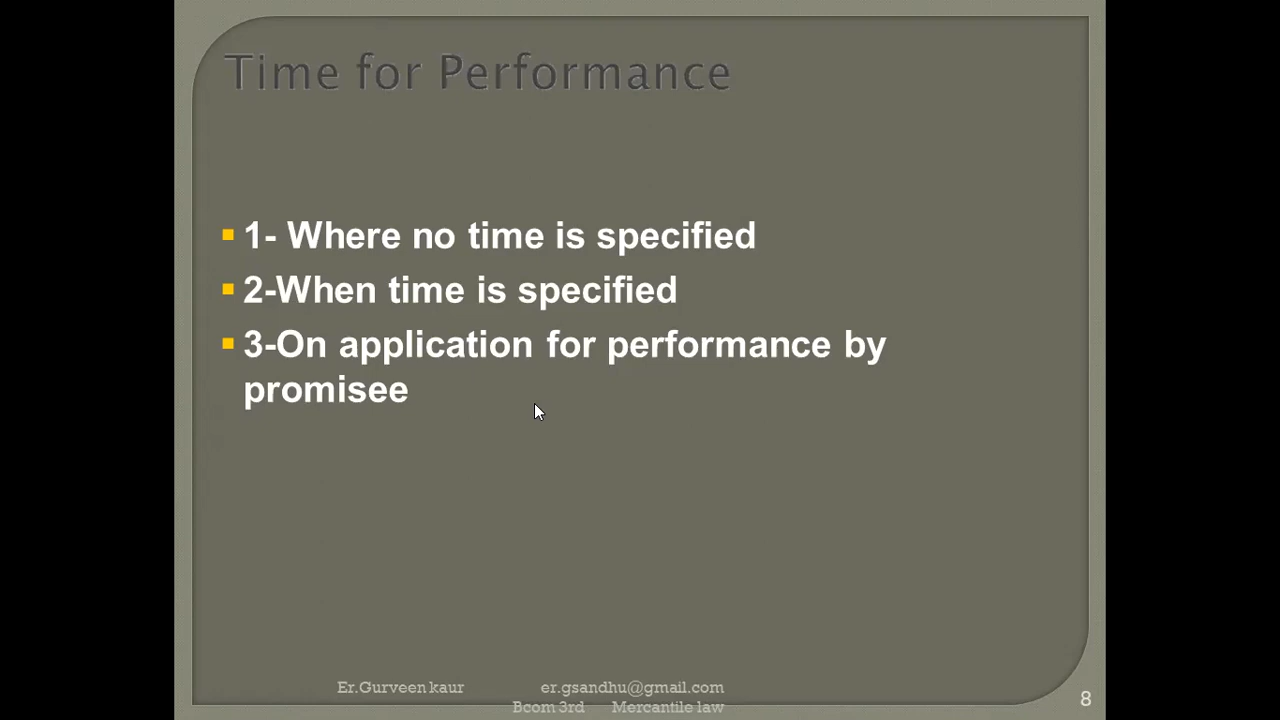 Time for Performance
1- Where no time is specified
2-When time is specified
3-On application for performance by
promisee
Er.Gurveen kaur er.gsandhu@gmail.com
Bcom 3rd Mercantile law
8